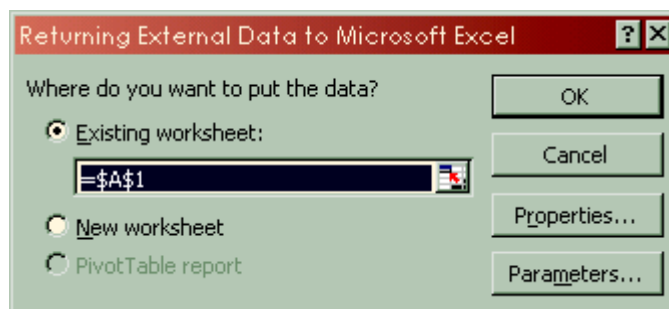 Returning External Data to Microsoft Excel
Where do you want to put the data?
Existing worksheet:
=$A$1
New worksheet
PivotTable report
OK
Cancel
Properties...
Parameters...